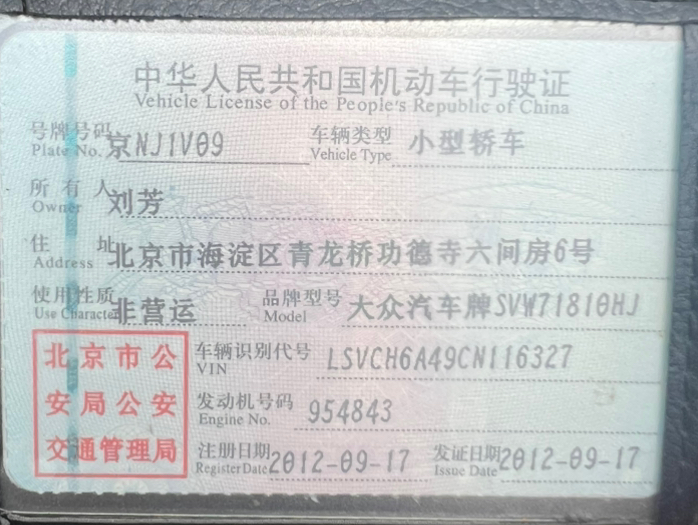 中华人民共和国机动车行驶证
Vehicle License of the People's Republic of China
号牌号码 京NJ1V09 车辆类型 小型轿车
Plate No. Vehicle Type
所有人 刘芳
Owner
住址 北京市海淀区青龙桥功德寺六间房6号
Address
使用性质 非营运 品牌型号 大众汽车牌SVW71810HJ
Use Character Model
北京市公
安局公安
交通管理局
车辆识别代号 LSVCH6A49CN116327
VIN
发动机号码 954843
Engine No.
注册日期 2012-09-17 发证日期 2012-09-17
Register Date Issue Date